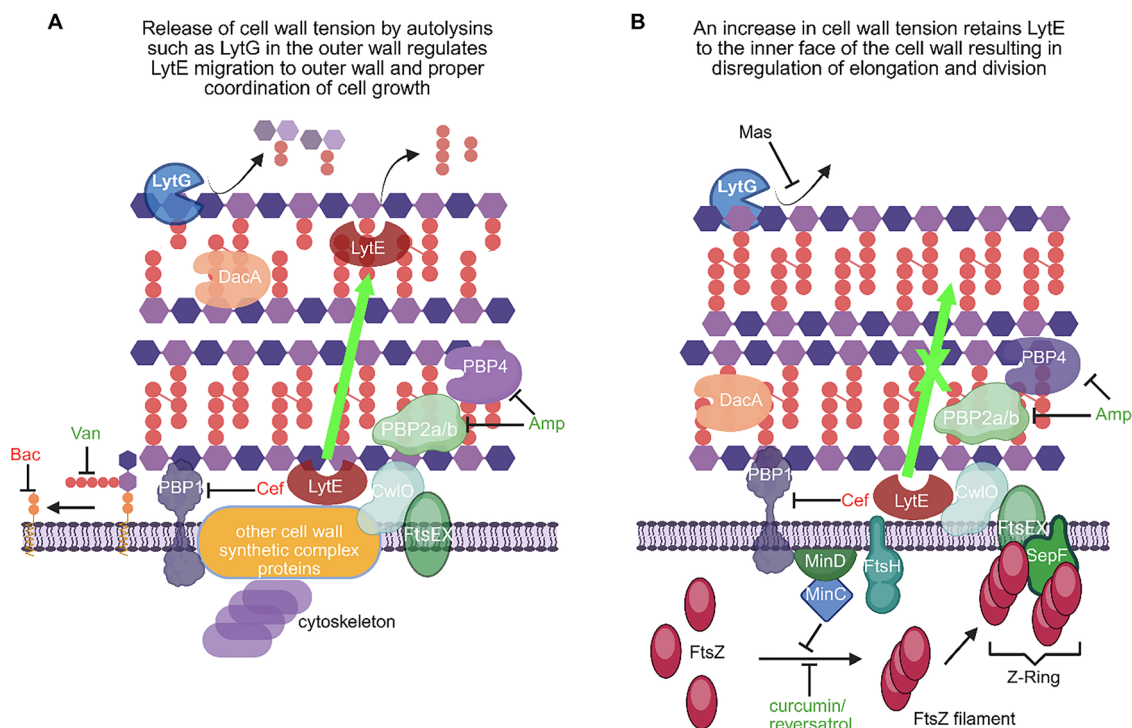 A
Release of cell wall tension by autolysins
such as LytG in the outer wall regulates
LytE migration to outer wall and proper
coordination of cell growth
LytG
LytE
DacA
PBP4
Amp
PBP2a/b
Van
Bac
PBP1
Cef
LytE
CwlO
FtsEX
other cell wall
synthetic complex
proteins
cytoskeleton
B
An increase in cell wall tension retains LytE
to the inner face of the cell wall resulting in
disregulation of elongation and division
Mas
LytG
PBP4
DacA
Amp
PBP2a/b
PBP1
Cef
LytE
CwlO
FtsEX
SepF
MinD
FtsH
MinC
FtsZ
Z-Ring
curcumin/
reversatrol
FtsZ filament